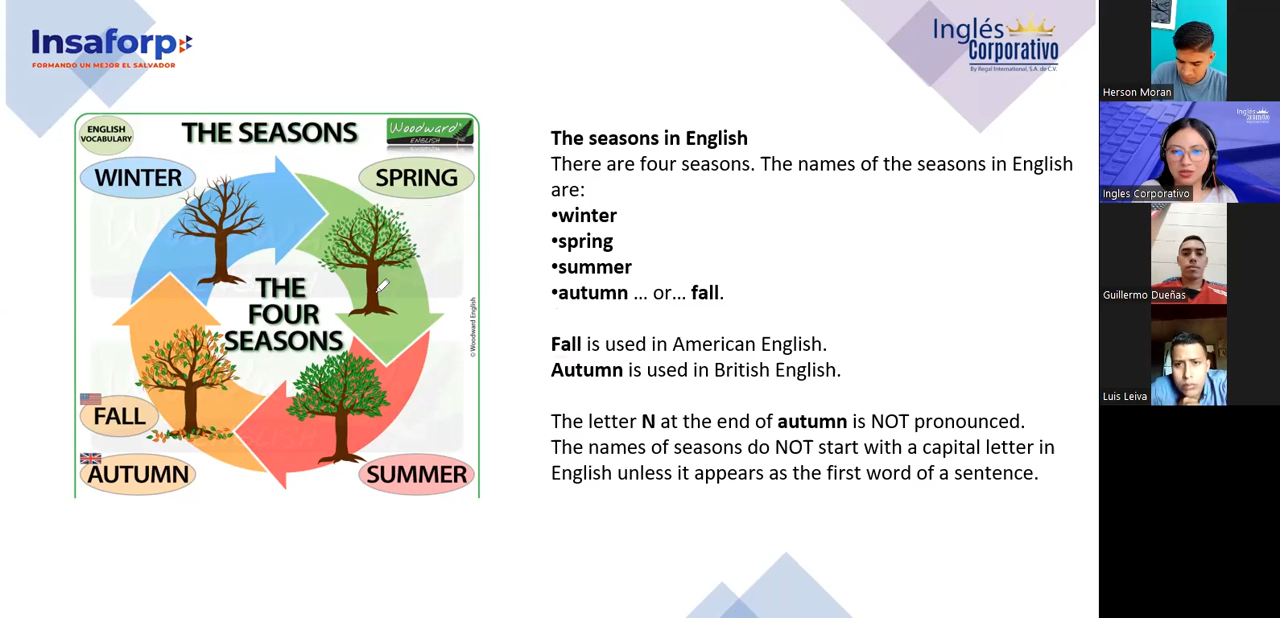 Insaforp
FORMANDO UN MEJOR EL SALVADOR
Inglés
Corporativo
By Regal International, S.A. de C.V.
ENGLISH
VOCABULARY
THE SEASONS
Woodward®
ENGLISH
WINTER
SPRING
THE
FOUR
SEASONS
FALL
AUTUMN
SUMMER
© Woodward English
The seasons in English
There are four seasons. The names of the seasons in English
are:
•winter
•spring
•summer
•autumn ... or... fall.
Fall is used in American English.
Autumn is used in British English.
The letter N at the end of autumn is NOT pronounced.
The names of seasons do NOT start with a capital letter in
English unless it appears as the first word of a sentence.
Herson Moran
Ingles Corporativo
Guillermo Dueñas
Luis Leiva